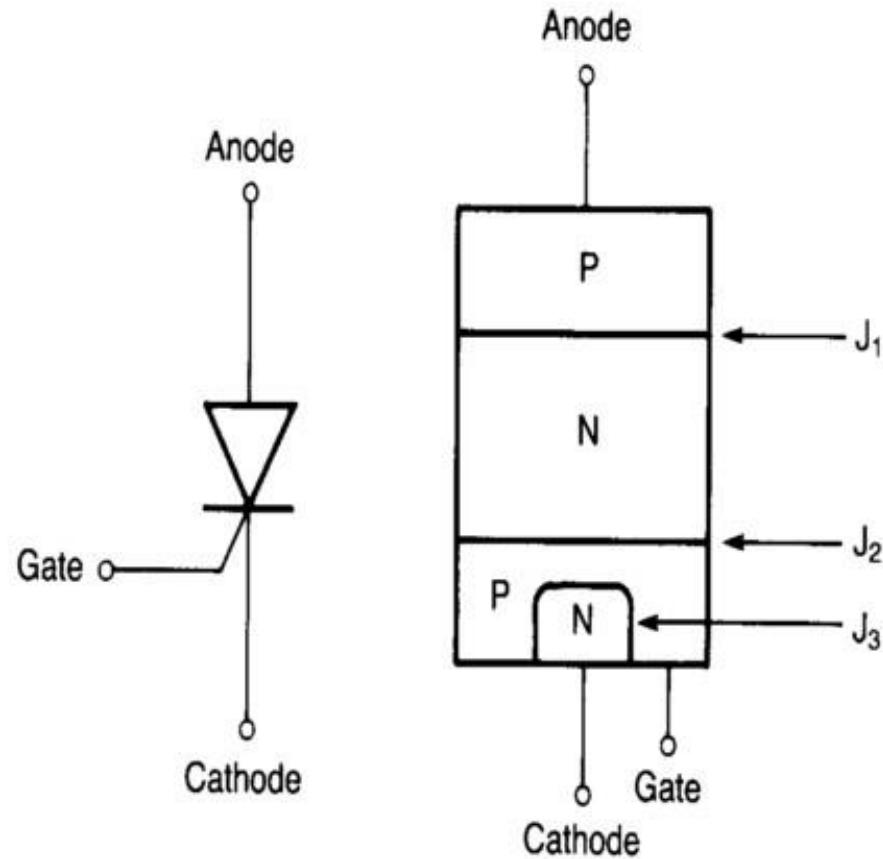 Anode
Gate
Cathode
Anode
P
J₁
N
J₂
P
N
J₃
Gate
Cathode